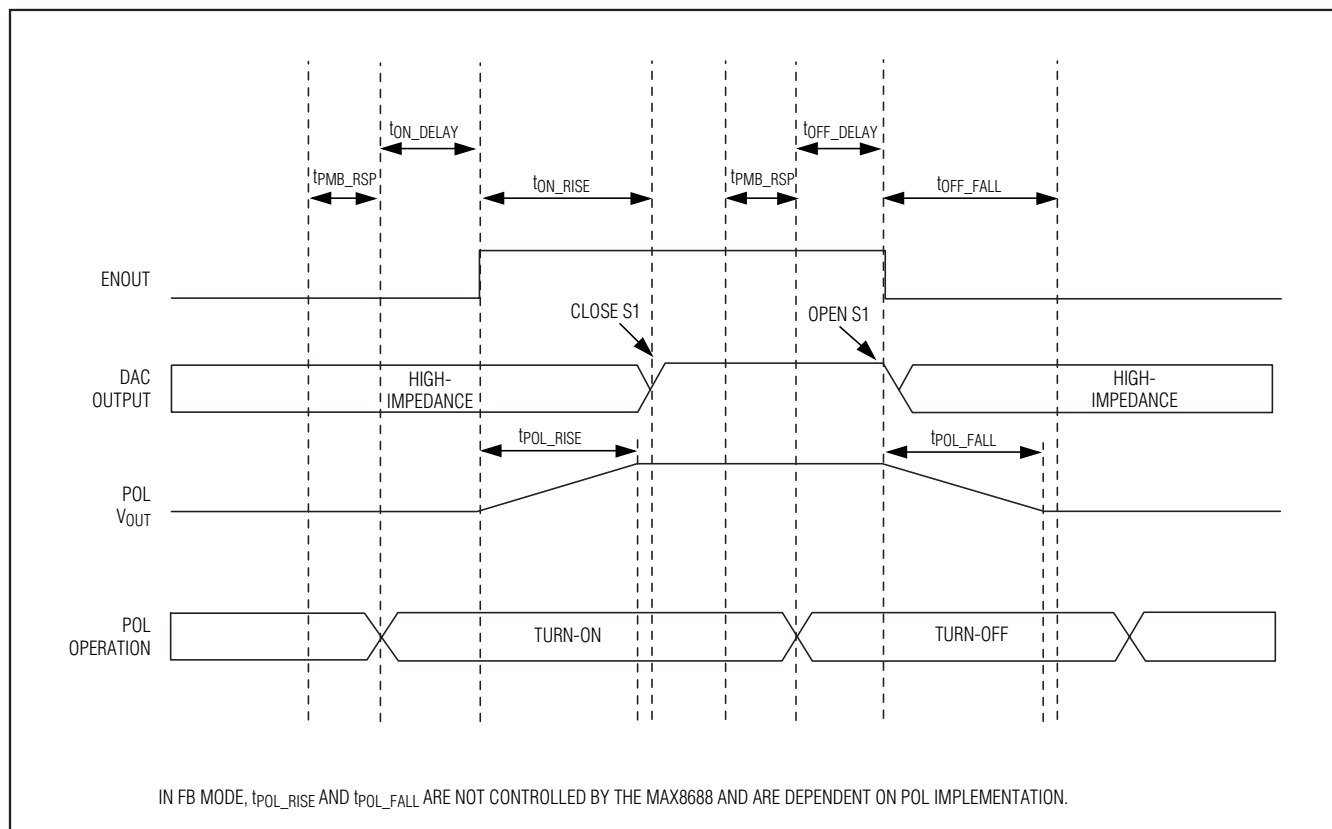 tON_DELAY
tOFF_DELAY
tPMB_RSP
tON_RISE
tPMB_RSP
tOFF_FALL
ENOUT
CLOSE S1
OPEN S1
DAC
OUTPUT
HIGH-
IMPEDANCE
HIGH-
IMPEDANCE
tPOL_RISE
tPOL_FALL
POL
VOUT
POL
OPERATION
TURN-ON
TURN-OFF
IN FB MODE, tPOL_RISE AND tPOL_FALL ARE NOT CONTROLLED BY THE MAX8688 AND ARE DEPENDENT ON POL IMPLEMENTATION.